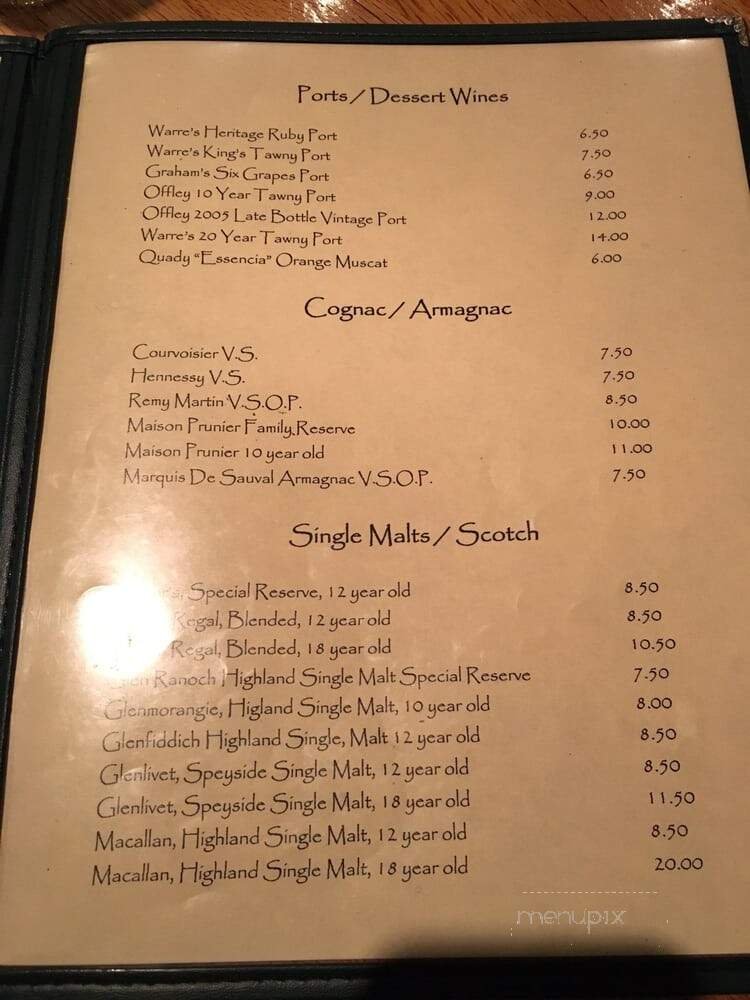 Ports / Dessert Wines
Warre's Heritage Ruby Port 6.50
Warre's King's Tawny Port 7.50
Graham's Six Grapes Port 6.50
Offley 10 Year Tawny Port 9.00
Offley 2005 Late Bottle Vintage Port 12.00
Warre's 20 Year Tawny Port 14.00
Quady "Essencia" Orange Muscat 6.00
Cognac / Armagnac
Courvoisier V.S. 7.50
Hennessy V.S. 7.50
Remy Martin V.S.O.P. 8.50
Maison Prunier Family Reserve 10.00
Maison Prunier 10 year old 11.00
Marquis De Sauval Armagnac V.S.O.P. 7.50
Single Malts / Scotch
Special Reserve, 12 year old 8.50
Regal, Blended, 12 year old 8.50
Regal, Blended, 18 year old 10.50
Glen Ranoch Highland Single Malt Special Reserve 7.50
Glenmorangie, Higland Single Malt, 10 year old 8.00
Glenfiddich Highland Single, Malt 12 year old 8.50
Glenlivet, Speyside Single Malt, 12 year old 8.50
Glenlivet, Speyside Single Malt, 18 year old 11.50
Macallan, Highland Single Malt, 12 year old 8.50
Macallan, Highland Single Malt, 18 year old 20.00
menupix